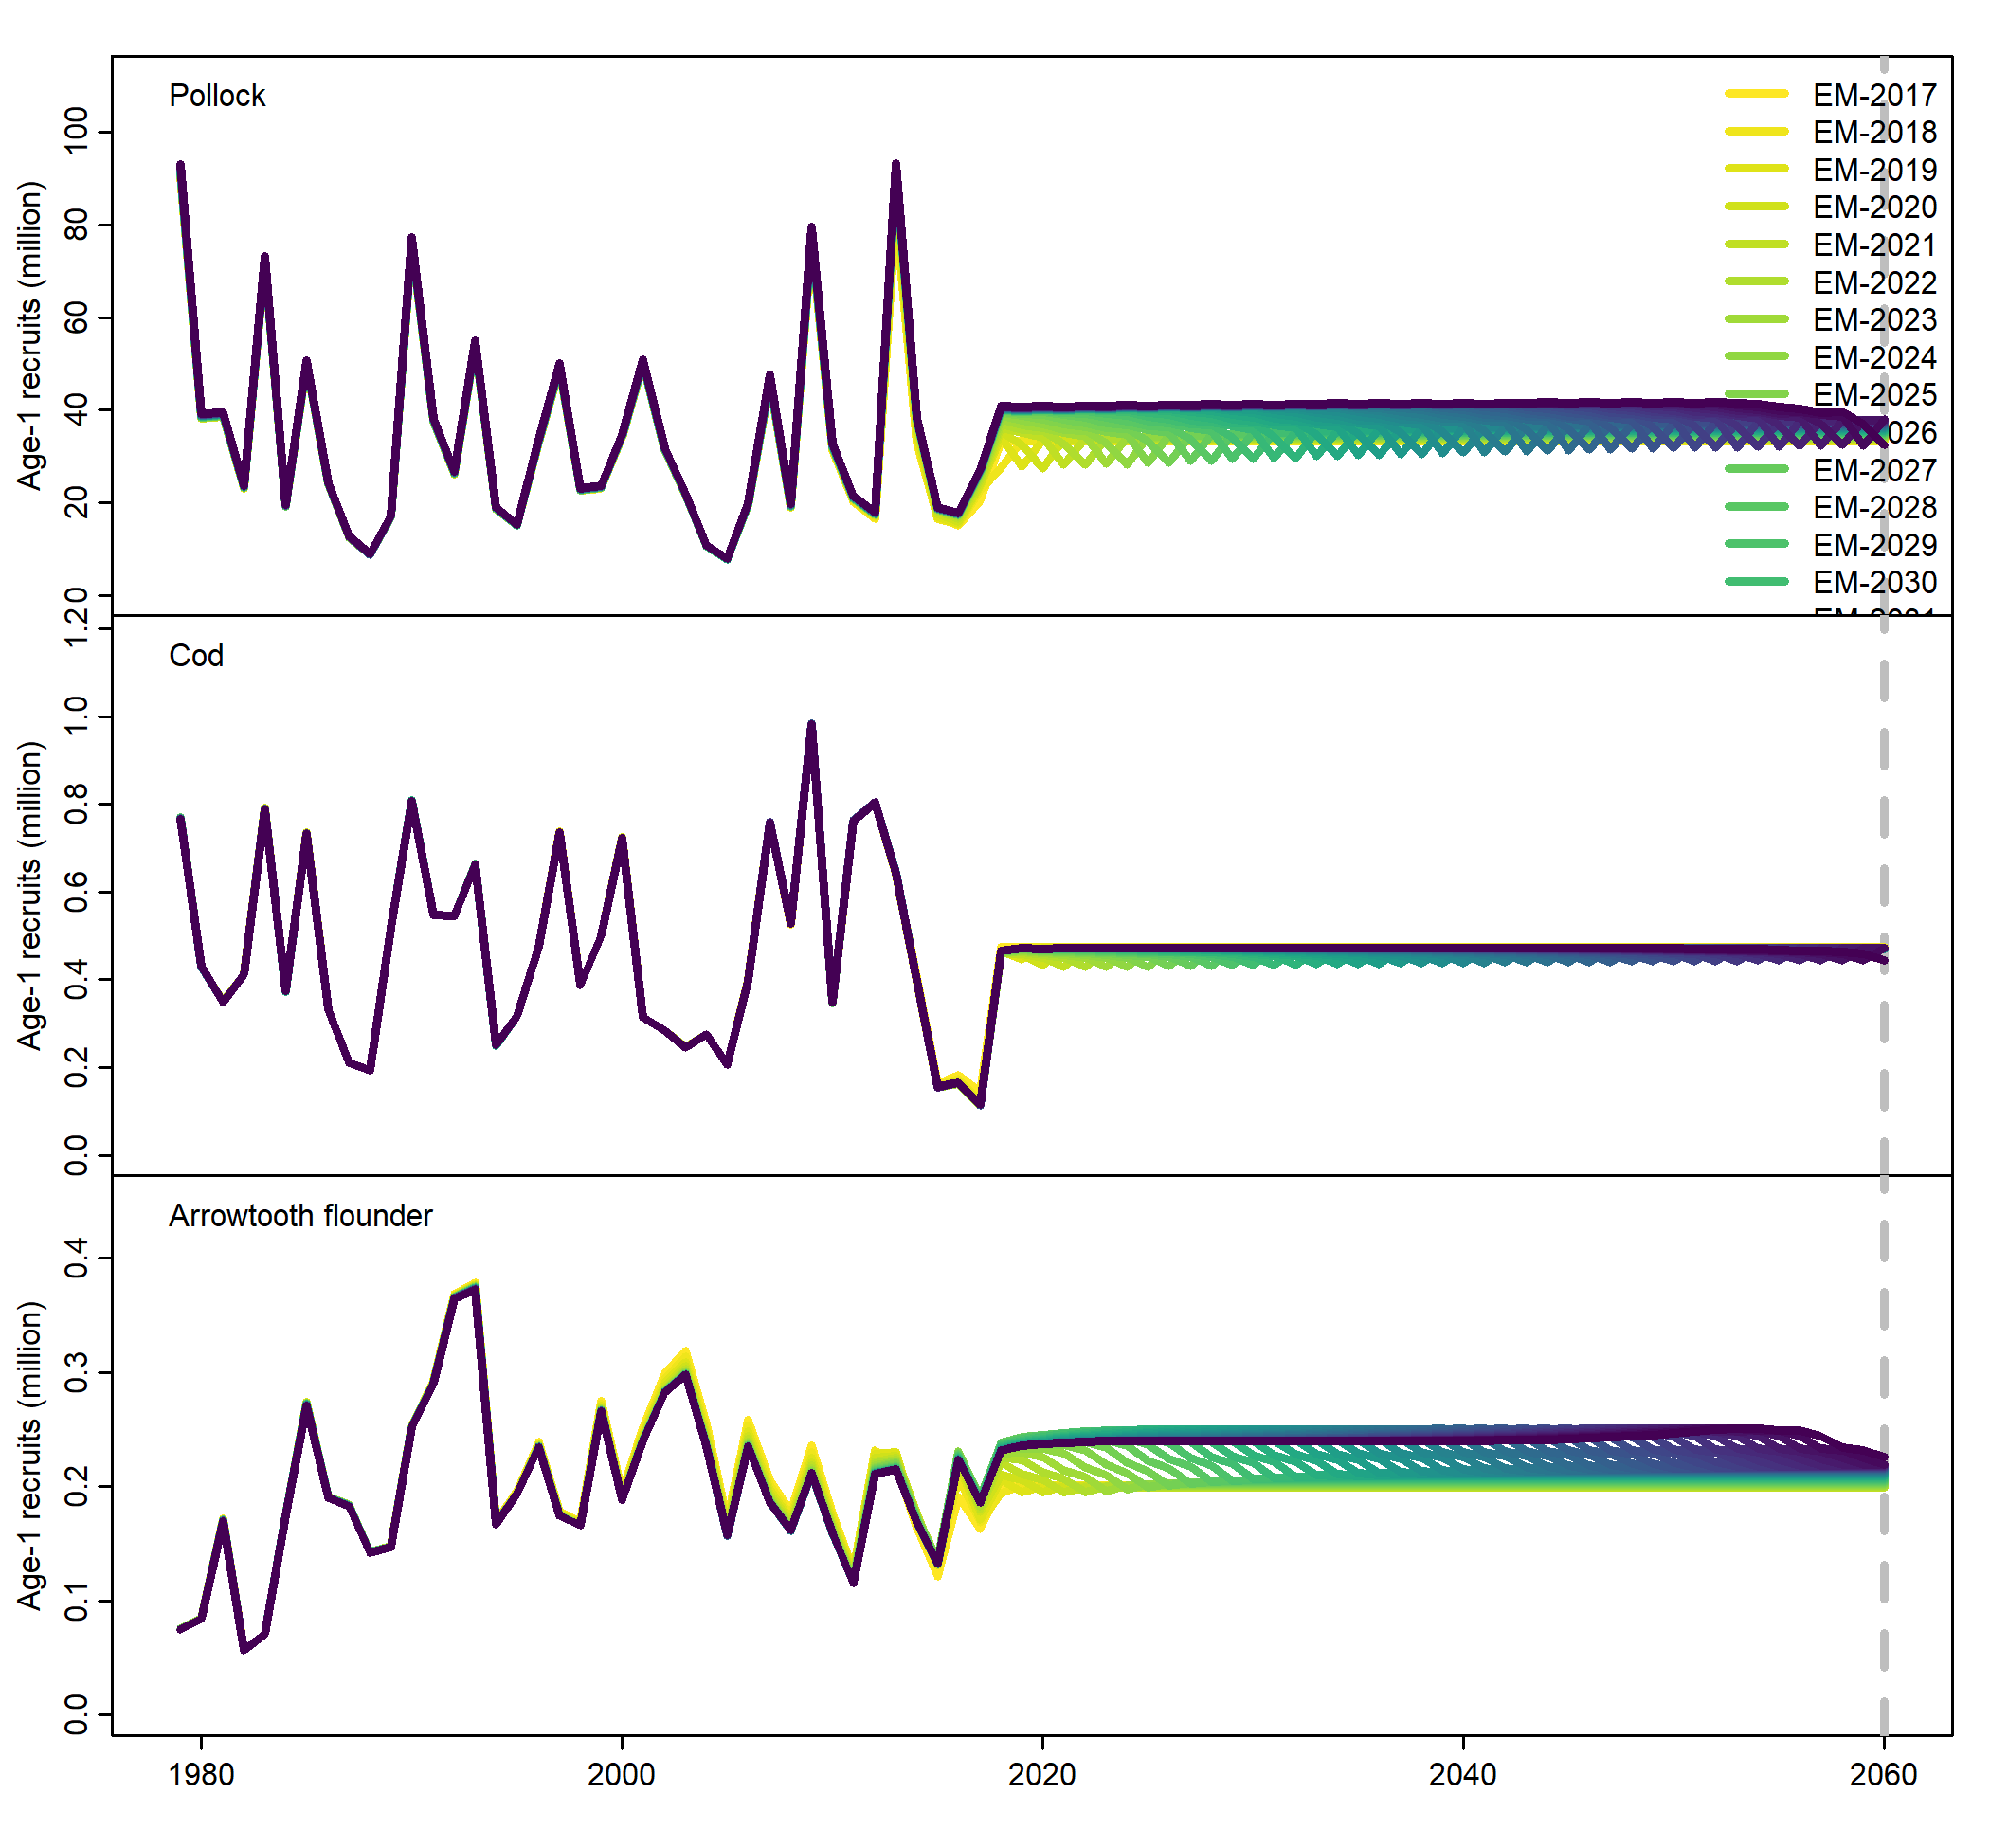 Pollock
Age-1 recruits (million)
100
80
60
40
20
0
EM-2017
EM-2018
EM-2019
EM-2020
EM-2021
EM-2022
EM-2023
EM-2024
EM-2025
026
EM-2027
EM-2028
EM-2029
EM-2030
Cod
Age-1 recruits (million)
1.2
1.0
0.8
0.6
0.4
0.2
0.0
Arrowtooth flounder
Age-1 recruits (million)
0.4
0.3
0.2
0.1
0.0
1980 2000 2020 2040 2060